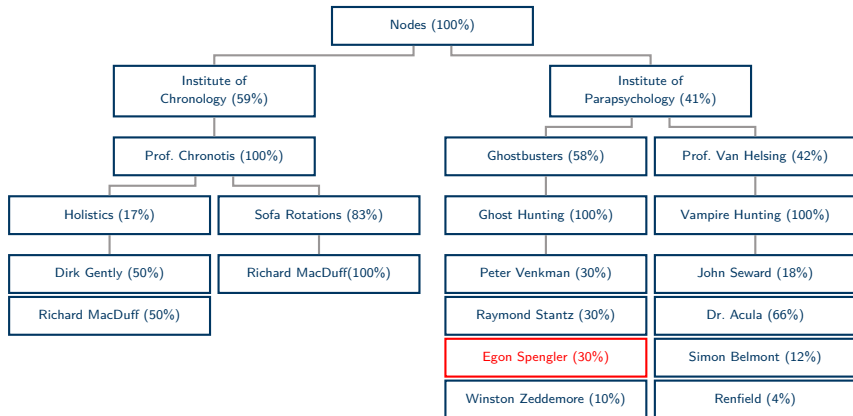 Nodes (100%)
Institute of
Chronology (59%)
Institute of
Parapsychology (41%)
Prof. Chronotis (100%)
Ghostbusters (58%)
Prof. Van Helsing (42%)
Holistics (17%)
Sofa Rotations (83%)
Ghost Hunting (100%)
Vampire Hunting (100%)
Dirk Gently (50%)
Richard MacDuff(100%)
Peter Venkman (30%)
John Seward (18%)
Richard MacDuff (50%)
Raymond Stantz (30%)
Dr. Acula (66%)
Egon Spengler (30%)
Simon Belmont (12%)
Winston Zeddemore (10%)
Renfield (4%)